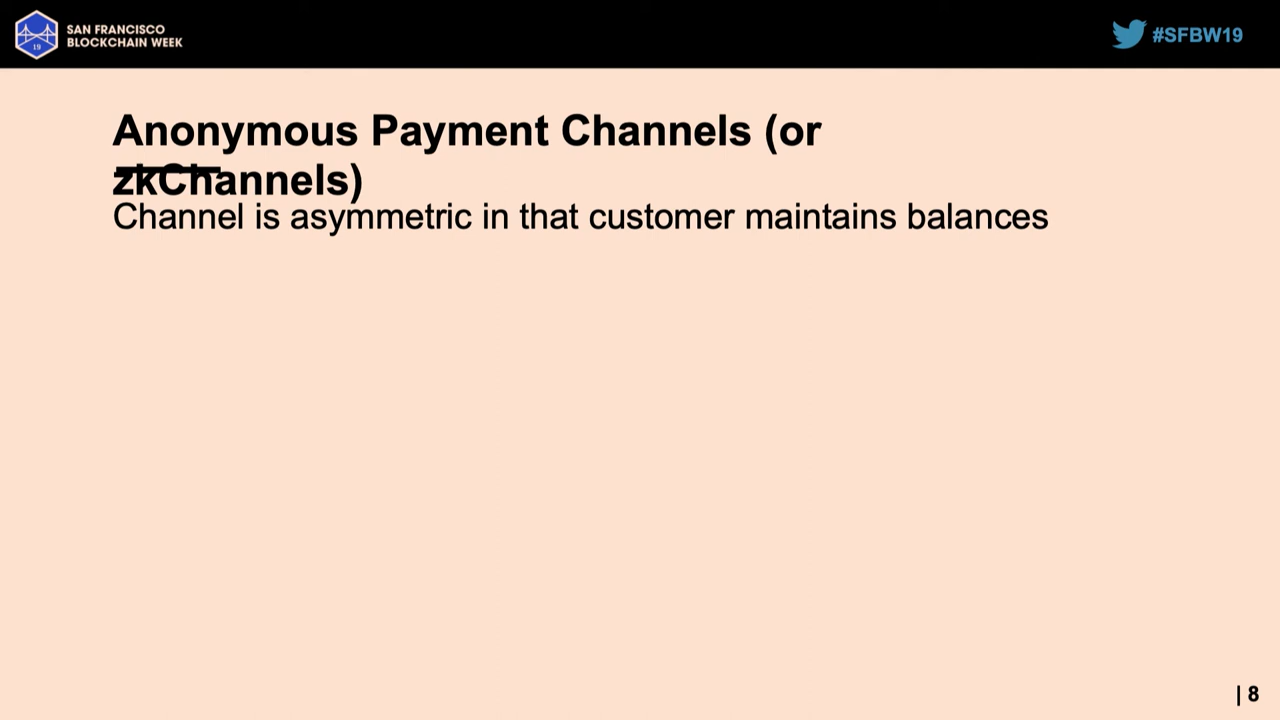 SAN FRANCISCO
BLOCKCHAIN WEEK
19
#SFBW19
Anonymous Payment Channels (or
zkChannels)
Channel is asymmetric in that customer maintains balances
| 8